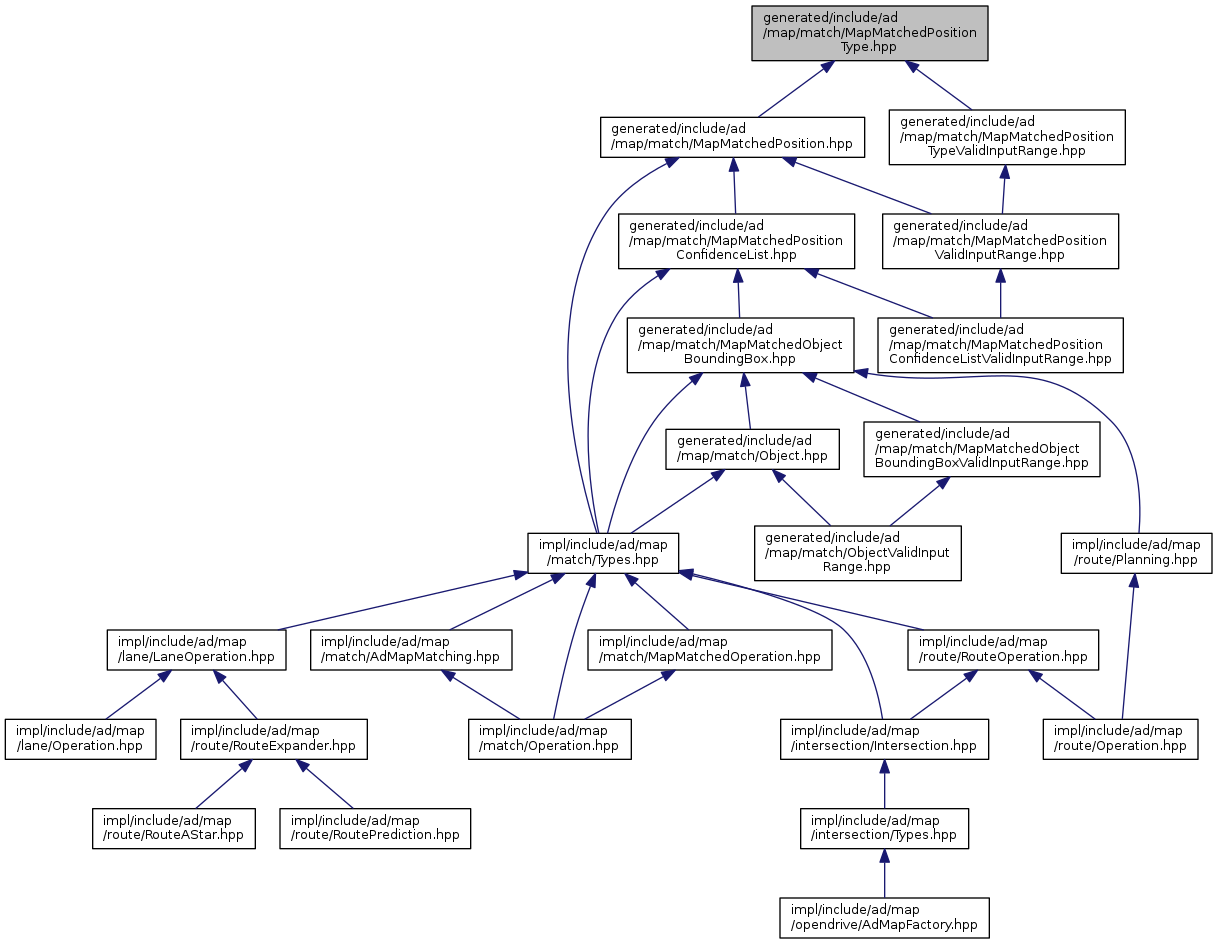 generated/include/ad
/map/match/MapMatchedPosition
Type.hpp
generated/include/ad
/map/match/MapMatchedPosition.hpp
generated/include/ad
/map/match/MapMatchedPosition
TypeValidInputRange.hpp
generated/include/ad
/map/match/MapMatchedPosition
ConfidenceList.hpp
generated/include/ad
/map/match/MapMatchedPosition
ValidInputRange.hpp
generated/include/ad
/map/match/MapMatchedObject
BoundingBox.hpp
generated/include/ad
/map/match/MapMatchedPosition
ConfidenceListValidInputRange.hpp
generated/include/ad
/map/match/Object.hpp
generated/include/ad
/map/match/MapMatchedObject
BoundingBoxValidInputRange.hpp
impl/include/ad/map
/match/Types.hpp
generated/include/ad
/map/match/ObjectValidInput
Range.hpp
impl/include/ad/map
/route/Planning.hpp
impl/include/ad/map
/lane/LaneOperation.hpp
impl/include/ad/map
/match/AdMapMatching.hpp
impl/include/ad/map
/match/MapMatchedOperation.hpp
impl/include/ad/map
/route/RouteOperation.hpp
impl/include/ad/map
/lane/Operation.hpp
impl/include/ad/map
/route/RouteExpander.hpp
impl/include/ad/map
/match/Operation.hpp
impl/include/ad/map
/intersection/Intersection.hpp
impl/include/ad/map
/route/Operation.hpp
impl/include/ad/map
/route/RouteAStar.hpp
impl/include/ad/map
/route/RoutePrediction.hpp
impl/include/ad/map
/intersection/Types.hpp
impl/include/ad/map
/opendrive/AdMapFactory.hpp